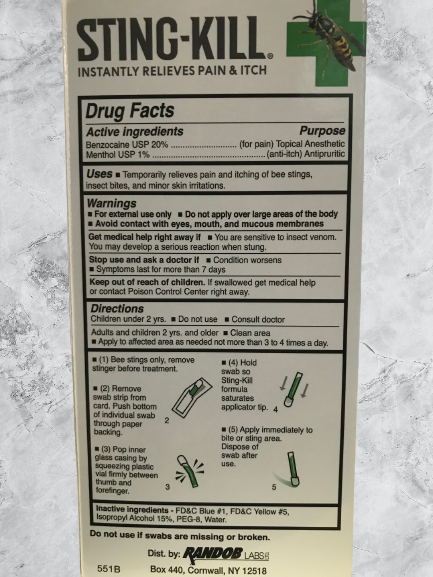 STING-KILL®
INSTANTLY RELIEVES PAIN & ITCH
Drug Facts
Active ingredients Purpose
Benzocaine USP 20% ........................... (for pain) Topical Anesthetic
Menthol USP 1% .......................................... (anti-itch) Antipruritic
Uses ■ Temporarily relieves pain and itching of bee stings,
insect bites, and minor skin irritations.
Warnings
■ For external use only ■ Do not apply over large areas of the body
■ Avoid contact with eyes, mouth, and mucous membranes
Get medical help right away if ■ You are sensitive to insect venom.
You may develop a serious reaction when stung.
Stop use and ask a doctor if ■ Condition worsens
■ Symptoms last for more than 7 days
Keep out of reach of children. If swallowed get medical help
or contact Poison Control Center right away.
Directions
Children under 2 yrs. ■ Do not use ■ Consult doctor
Adults and children 2 yrs. and older ■ Clean area
■ Apply to affected area as needed not more than 3 to 4 times a day.
■ (1) Bee stings only, remove
stinger before treatment.
■ (2) Remove
swab strip from
card. Push bottom
of individual swab
through paper
backing.
2
■ (3) Pop inner
glass casing by
squeezing plastic
vial firmly between
thumb and
forefinger.
3
■ (4) Hold
swab so
Sting-Kill
formula
saturates
applicator tip.
4
■ (5) Apply immediately to
bite or sting area.
Dispose of
swab after
use.
5
Inactive ingredients - FD&C Blue #1, FD&C Yellow #5,
Isopropyl Alcohol 15%, PEG-8, Water.
Do not use if swabs are missing or broken.
Dist. by: RANDOB LABS
551B Box 440, Cornwall, NY 12518